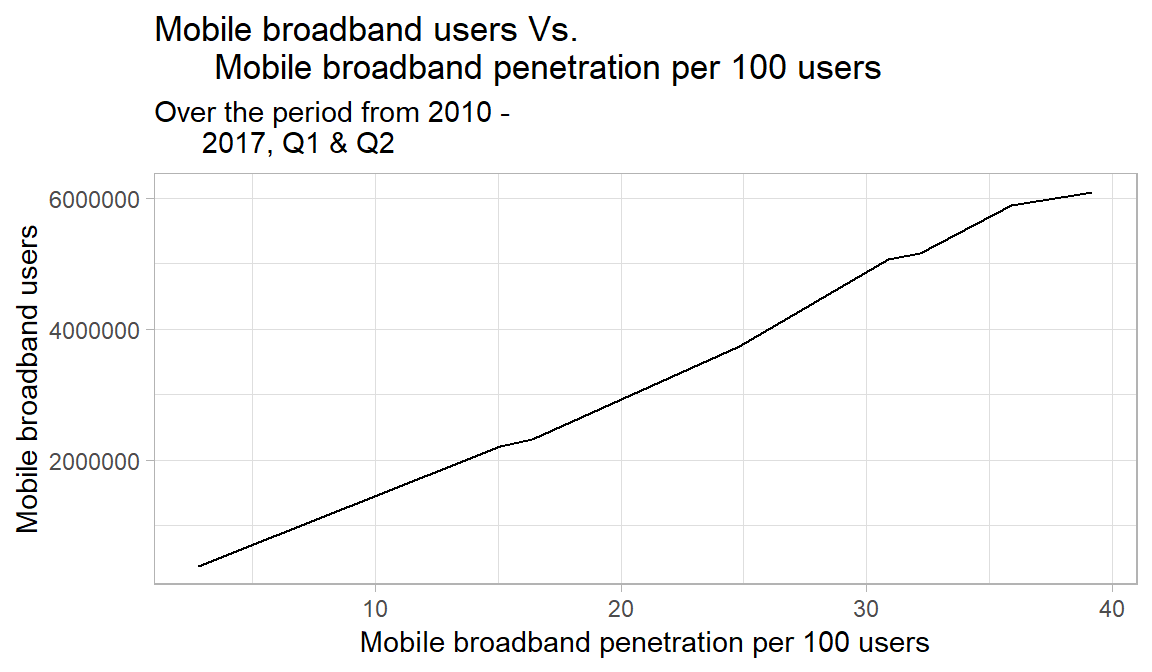 Mobile broadband users Vs.
Mobile broadband penetration per 100 users
Over the period from 2010 -
2017, Q1 & Q2
Mobile broadband users
6000000
4000000
2000000
10 20 30 40
Mobile broadband penetration per 100 users